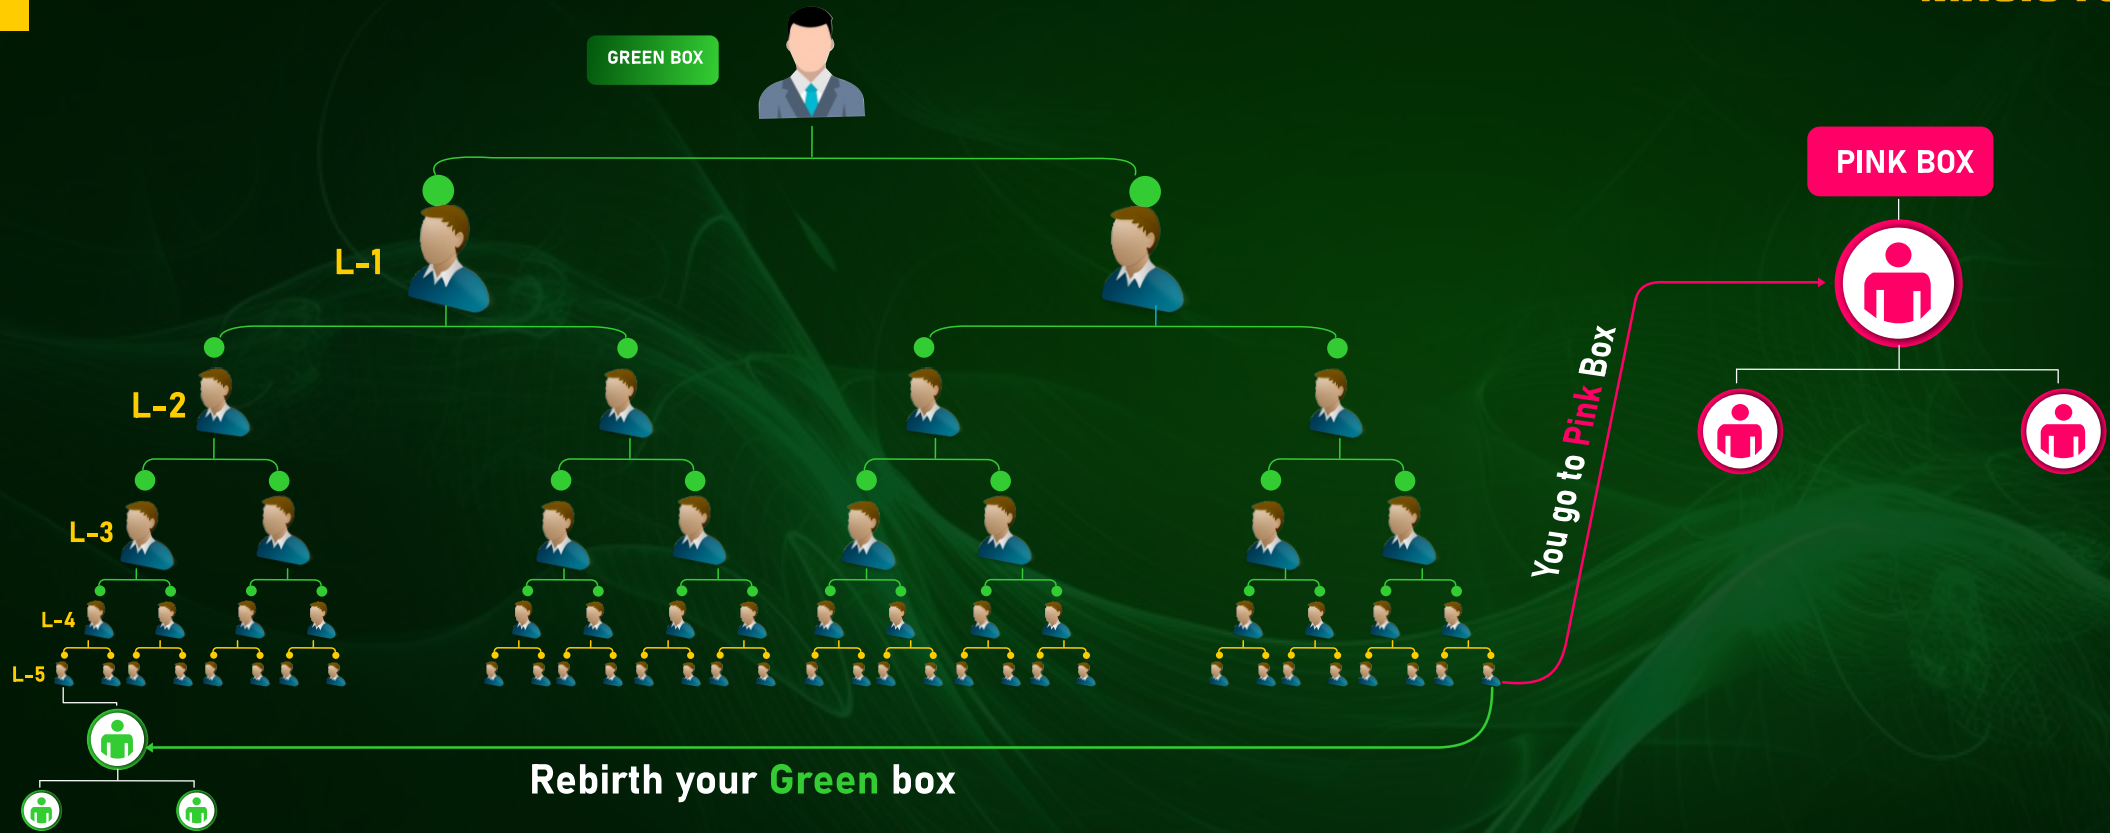 GREEN BOX
PINK BOX
L-1
L-2
L-3
L-4
L-5
You go to Pink Box
Rebirth your Green box